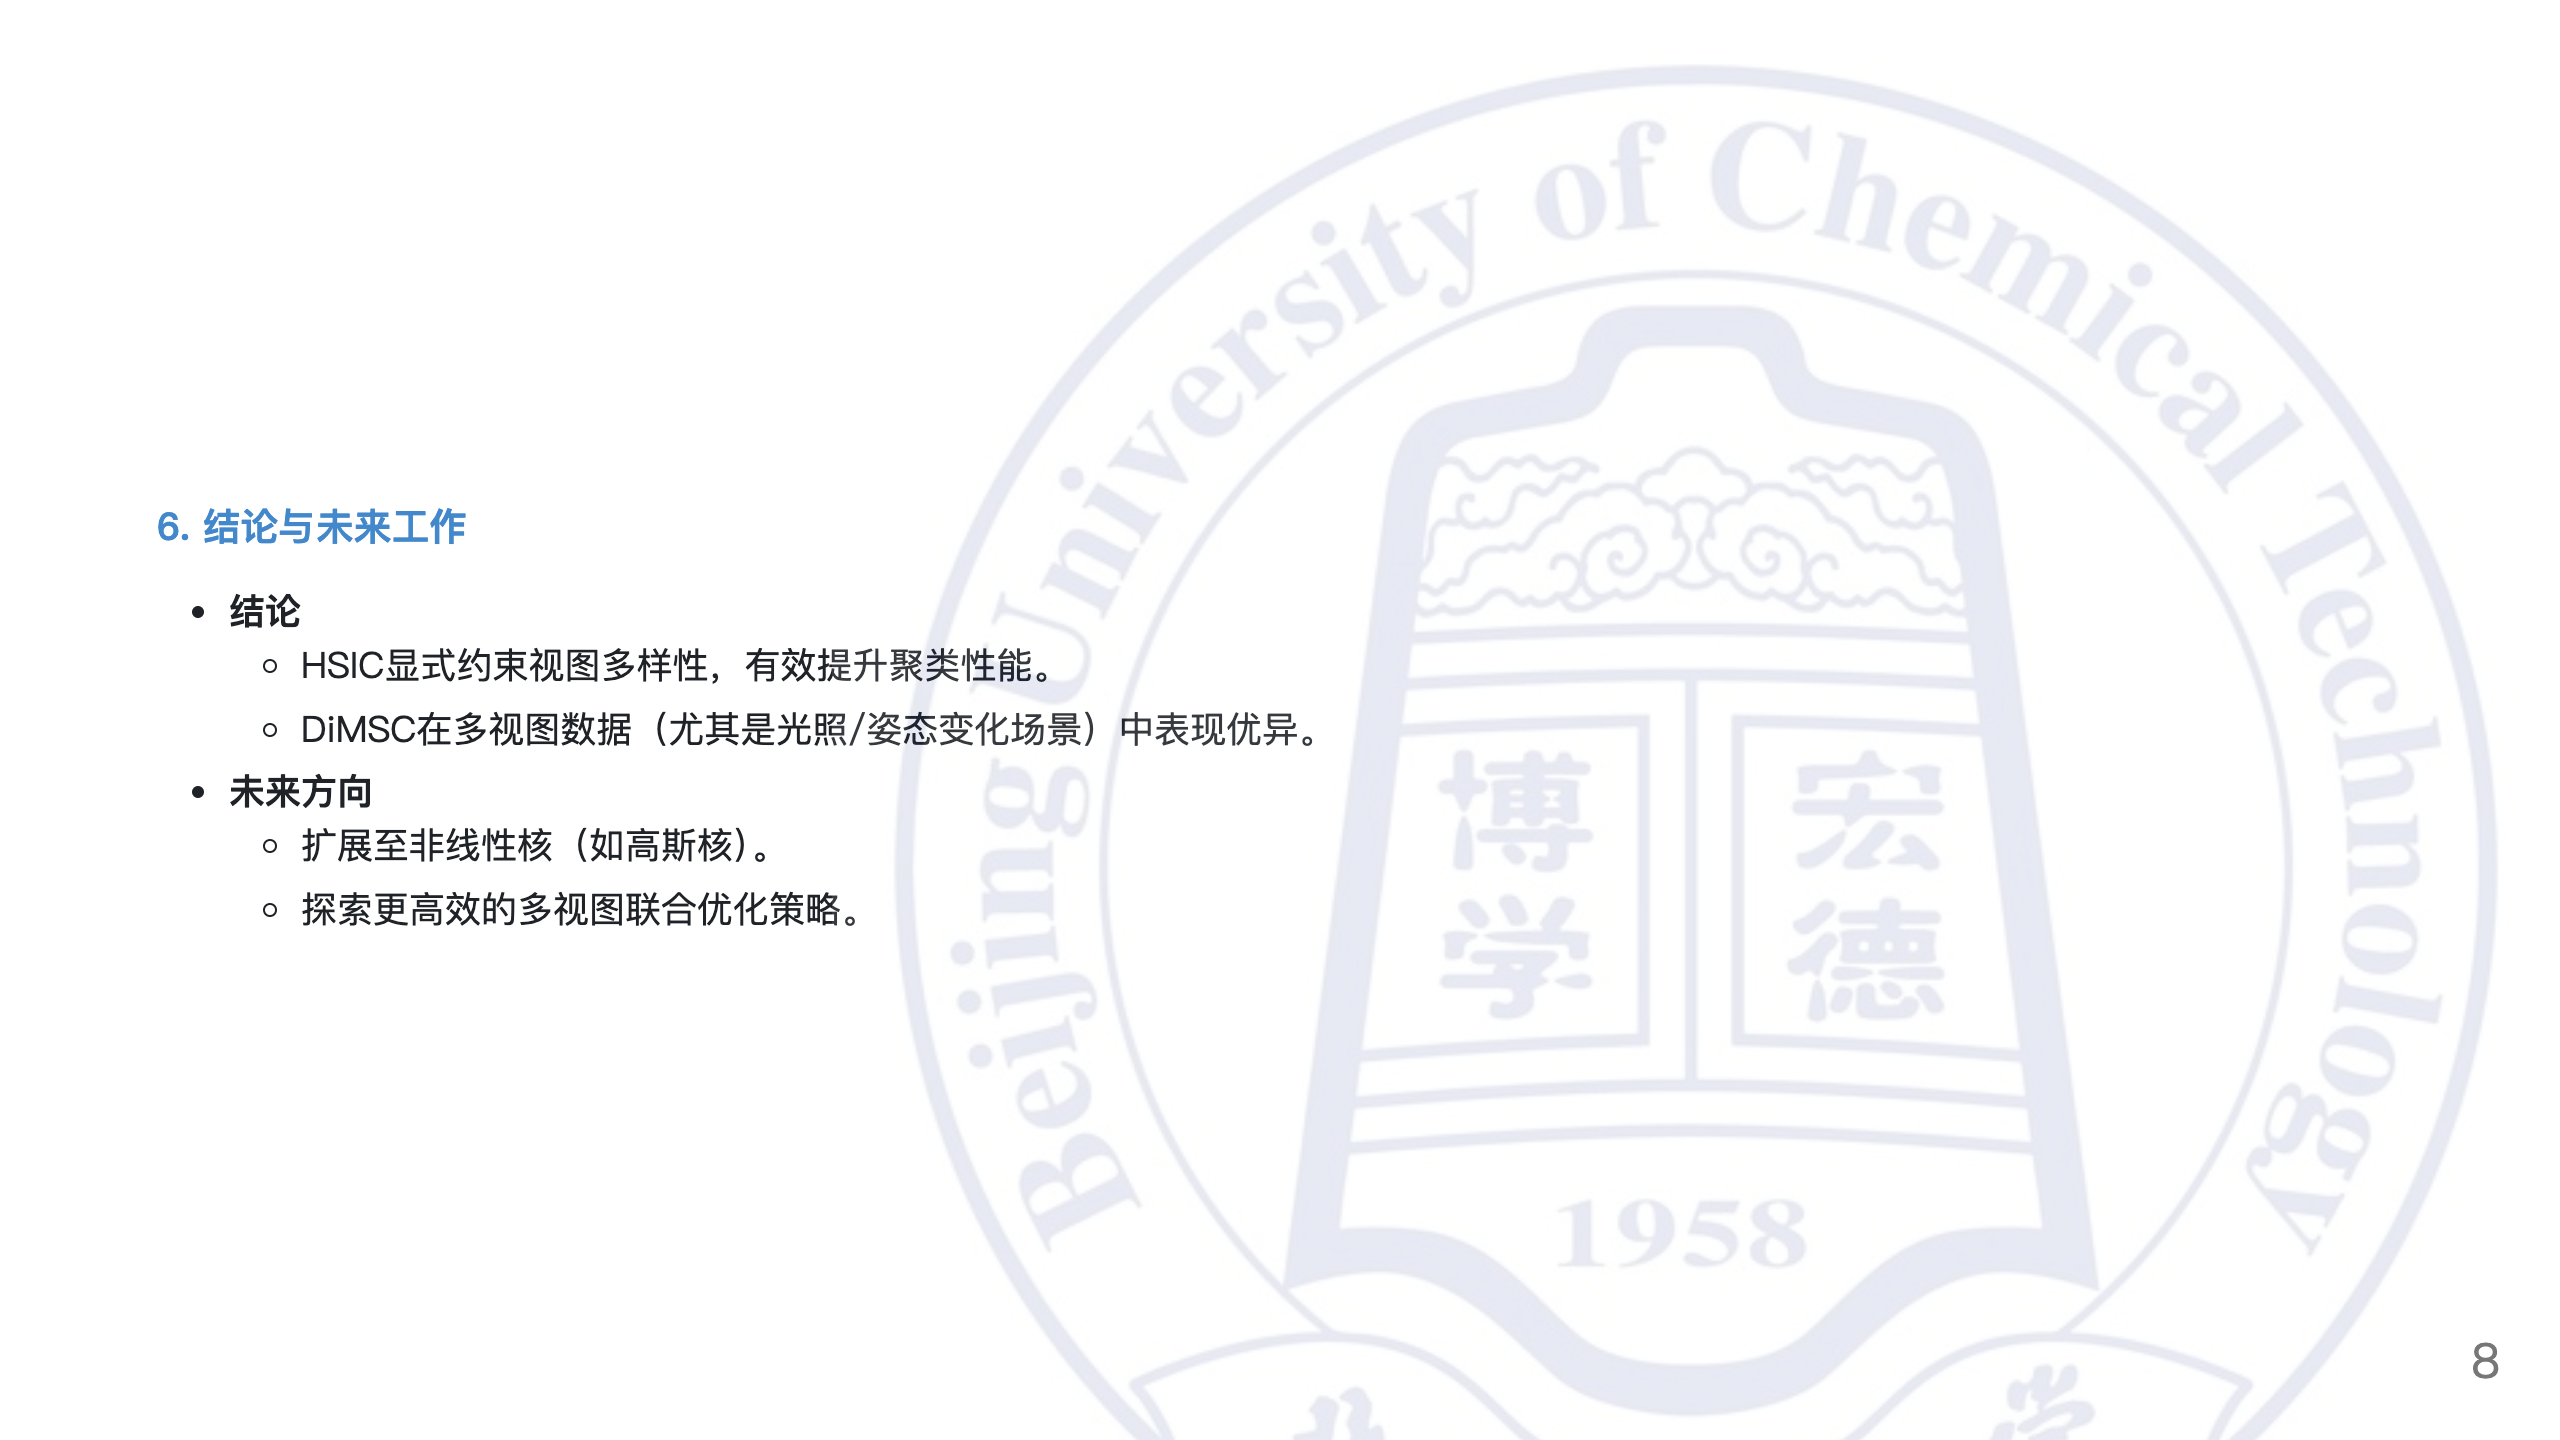 Beijing University of Chemical Technology
6. 结论与未来工作
结论
HSIC显式约束视图多样性，有效提升聚类性能。
DiMSC在多视图数据（尤其是光照/姿态变化场景）中表现优异。
未来方向
扩展至非线性核（如高斯核）。
探索更高效的多视图联合优化策略。
宏德
博学
1958
8